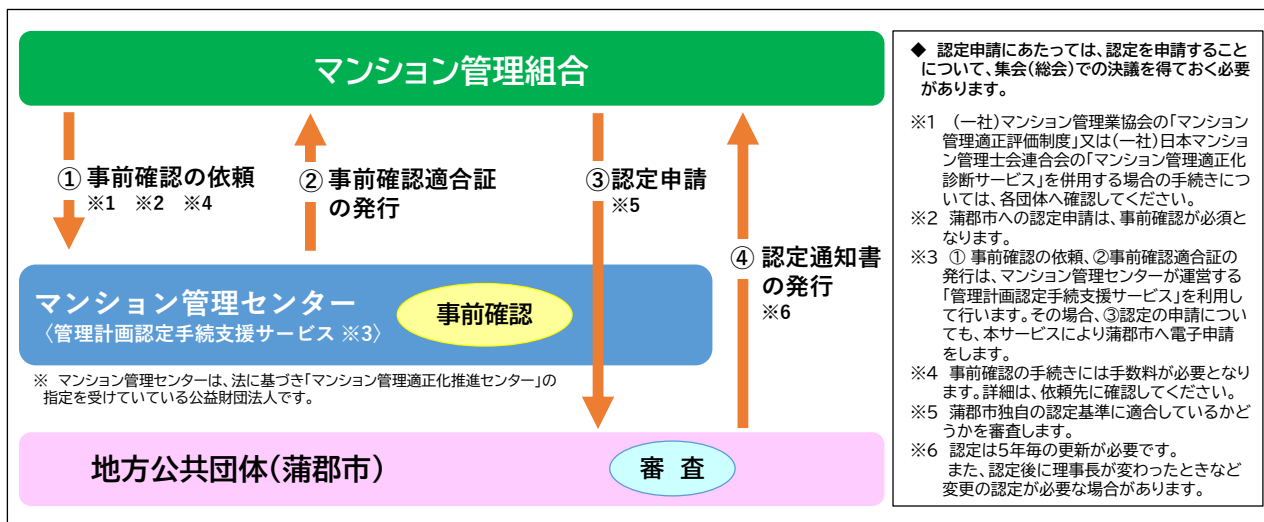 マンション管理組合
① 事前確認の依頼
※1 ※2 ※4
② 事前確認適合証
の発行
③ 認定申請
※5
④ 認定通知書
の発行
※6
マンション管理センター
〈管理計画認定手続支援サービス ※3〉
事前確認
※ マンション管理センターは、法に基づき「マンション管理適正化推進センター」の
指定を受けていている公益財団法人です。
地方公共団体(蒲郡市)
審 査
◆ 認定申請にあたっては、認定を申請すること
について、集会(総会)での決議を得ておく必要
があります。
※1 (一社)マンション管理業協会の「マンション
管理適正評価制度」又は(一社)日本マンショ
ン管理士会連合会の「マンション管理適正化
診断サービス」を併用する場合の手続きにつ
いては、各団体へ確認してください。
※2 蒲郡市への認定申請は、事前確認が必須と
なります。
※3 ① 事前確認の依頼、②事前確認適合証の
発行は、マンション管理センターが運営する
「管理計画認定手続支援サービス」を利用し
て行います。その場合、③認定の申請につい
ても、本サービスにより蒲郡市へ電子申請
をします。
※4 事前確認の手続きには手数料が必要となり
ます。詳細は、依頼先に確認してください。
※5 蒲郡市独自の認定基準に適合しているかど
うかを審査します。
※6 認定は5年毎の更新が必要です。
また、認定後に理事長が変わったときなど
変更の認定が必要な場合があります。